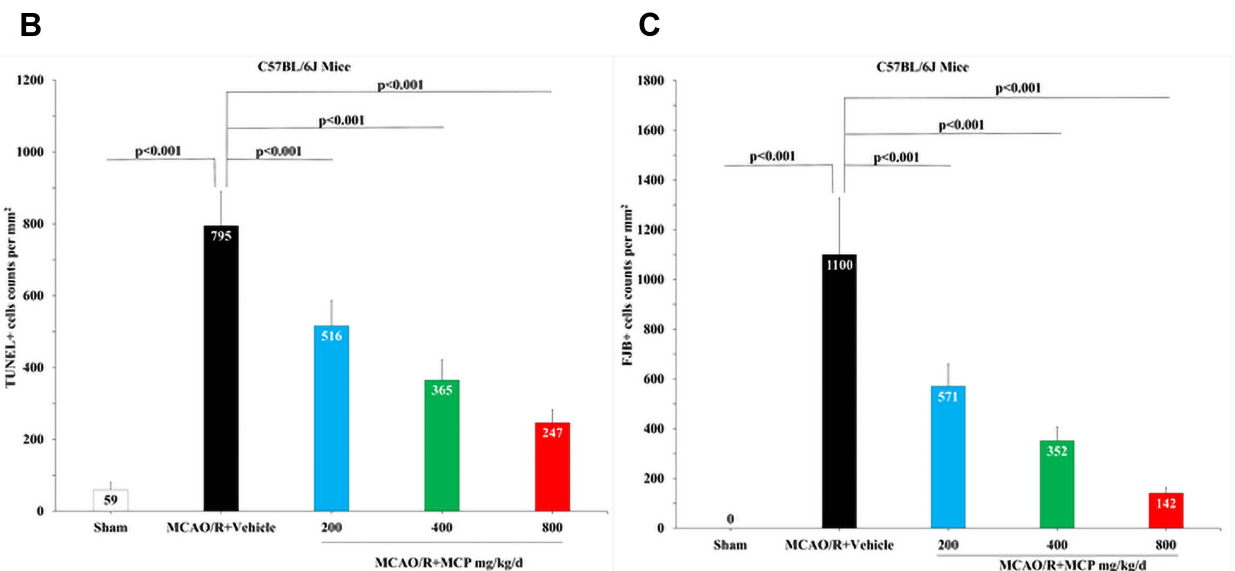 B
C57BL/6J Mice
TUNEL+ cells counts per mm²
1200
1000
800
600
400
200
0
p<0.001
p<0.001
p<0.001
p<0.001
59
795
516
365
247
Sham
MCAO/R+Vehicle
200
400
800
MCAO/R+MCP mg/kg/d
C
C57BL/6J Mice
FJB+ cells counts per mm²
1800
1600
1400
1200
1000
800
600
400
200
0
p<0.001
p<0.001
p<0.001
p<0.001
0
1100
571
352
142
Sham
MCAO/R+Vehicle
200
400
800
MCAO/R+MCP mg/kg/d